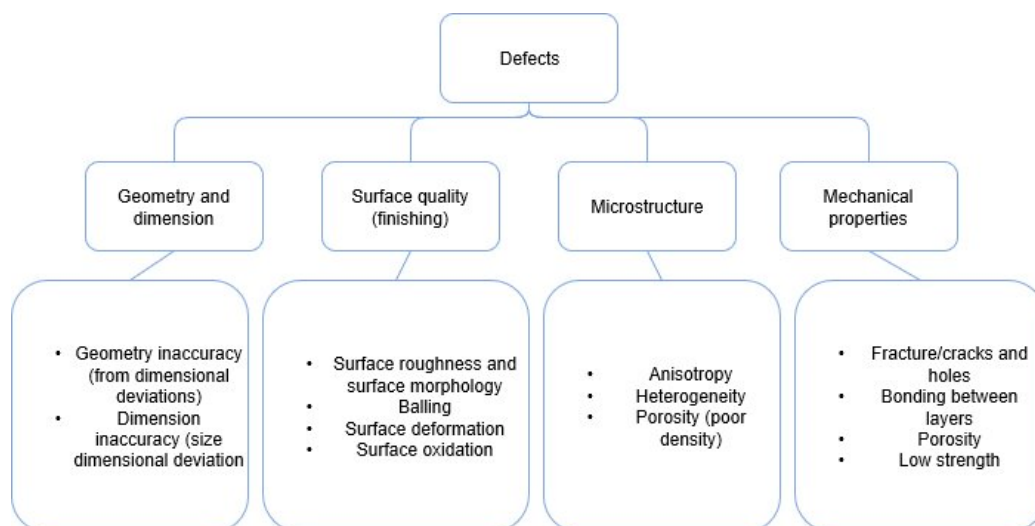 Defects
Geometry and
dimension
Surface quality
(finishing)
Microstructure
Mechanical
properties
• Geometry inaccuracy
(from dimensional
deviations)
• Dimension
inaccuracy (size
dimensional deviation
• Surface roughness and
surface morphology
• Balling
• Surface deformation
• Surface oxidation
• Anisotropy
• Heterogeneity
• Porosity (poor
density)
• Fracture/cracks and
holes
• Bonding between
layers
• Porosity
• Low strength